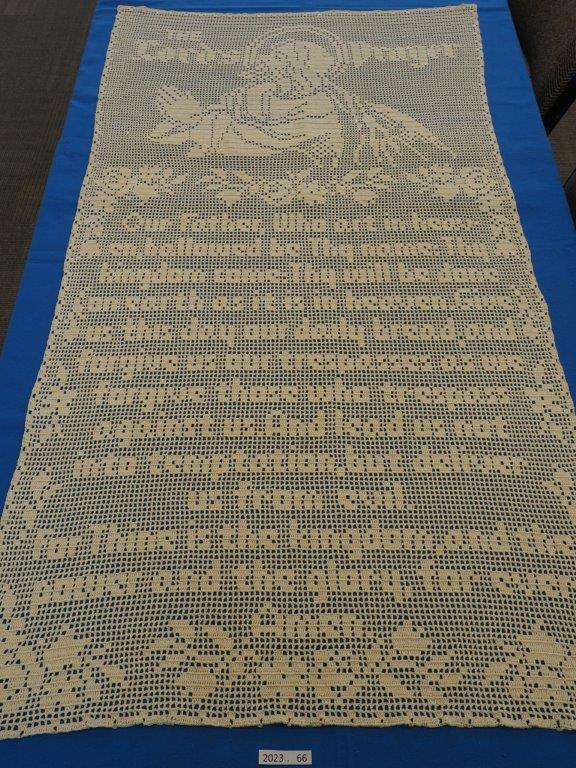 THE
Lord's Prayer
Our Father Who art in heav
en hallowed be Thy name. Thy
kingdom come. Thy will be done
on earth as it is in heaven. Give
us this day our daily bread and
forgive us our trespasses as we
forgive those who trespass
against us. And lead us not
into temptation, but deliver
us from evil.
For Thine is the kingdom and the
power and the glory, for ever
Amen.
2023 . 66